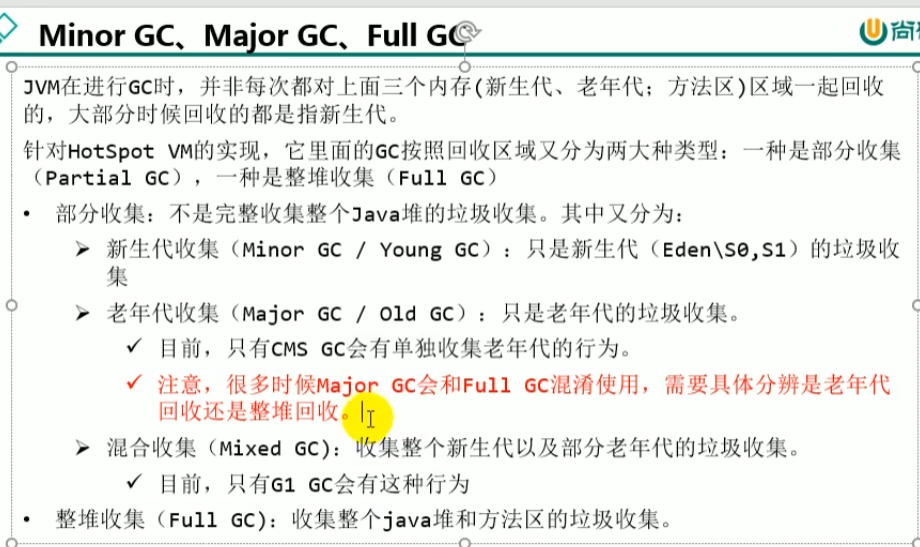 Minor GC、Major GC、Full GC
尚
JVM在进行GC时，并非每次都对上面三个内存(新生代、老年代；方法区)区域一起回收
的，大部分时候回收的都是指新生代。
针对HotSpot VM的实现，它里面的GC按照回收区域又分为两大种类型：一种是部分收集
（Partial GC），一种是整堆收集（Full GC）
• 部分收集：不是完整收集整个Java堆的垃圾收集。其中又分为：
➢ 新生代收集（Minor GC / Young GC）：只是新生代（Eden\S0,S1）的垃圾收
集
➢ 老年代收集（Major GC / Old GC）：只是老年代的垃圾收集。
✓ 目前，只有CMS GC会有单独收集老年代的行为。
✓ 注意，很多时候Major GC会和Full GC混淆使用，需要具体分辨是老年代
回收还是整堆回收。
➢ 混合收集（Mixed GC）：收集整个新生代以及部分老年代的垃圾收集。
✓ 目前，只有G1 GC会有这种行为
• 整堆收集（Full GC）：收集整个java堆和方法区的垃圾收集。